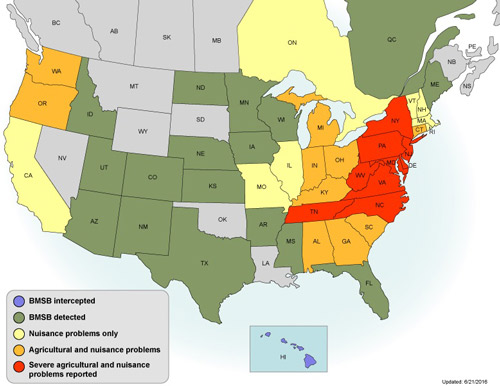 BC
AB
SK
MB
ON
QC
NB
PE
NS
WA
MT
ND
MN
ME
VT
NH
OR
ID
SD
WI
MI
NY
MA
CT
RI
WY
IA
PA
NJ
NE
IL
IN
OH
MD
DE
CA
NV
UT
CO
KS
MO
KY
WV
VA
TN
NC
AZ
NM
OK
AR
SC
MS
AL
GA
TX
LA
FL
HI
BMSB intercepted
BMSB detected
Nuisance problems only
Agricultural and nuisance problems
Severe agricultural and nuisance
problems reported
Updated: 6/21/2016